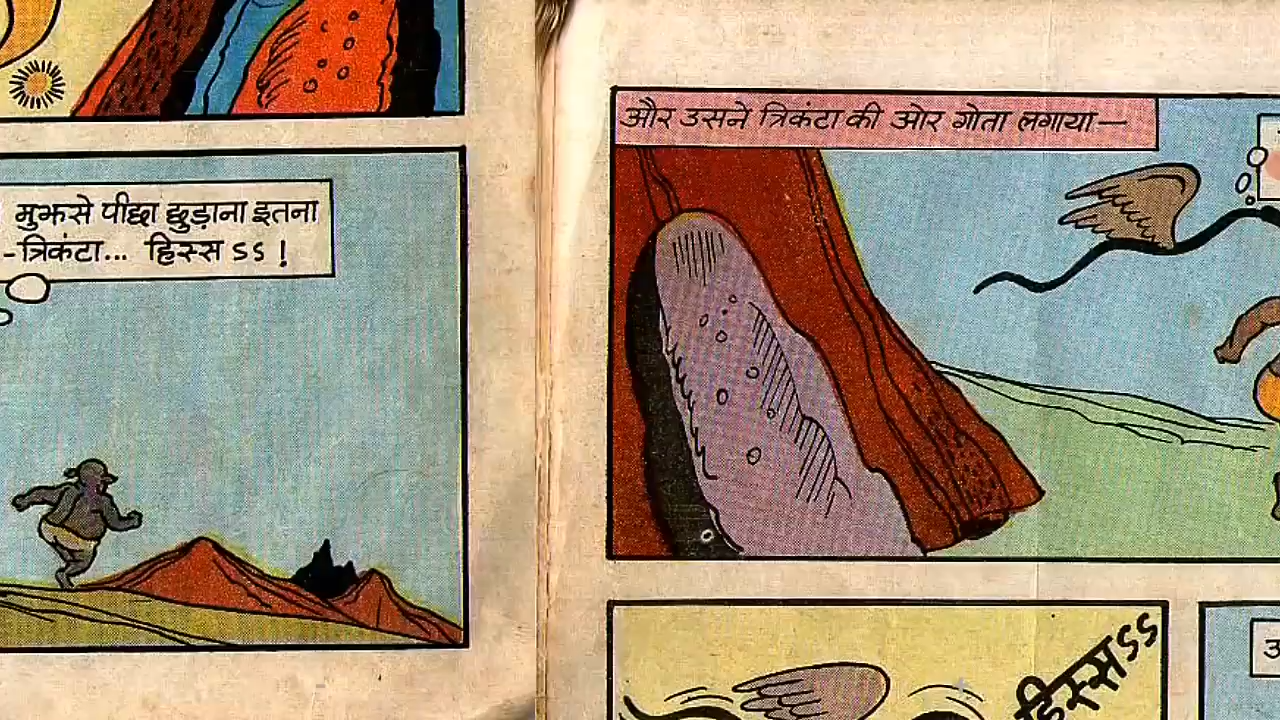 मुझसे पीछा छुड़ाना इतना
-त्रिकंटा... हिस्स ऽऽ !
और उसने त्रिकंटा की ओर गोता लगाया—
हिस्स ऽऽ